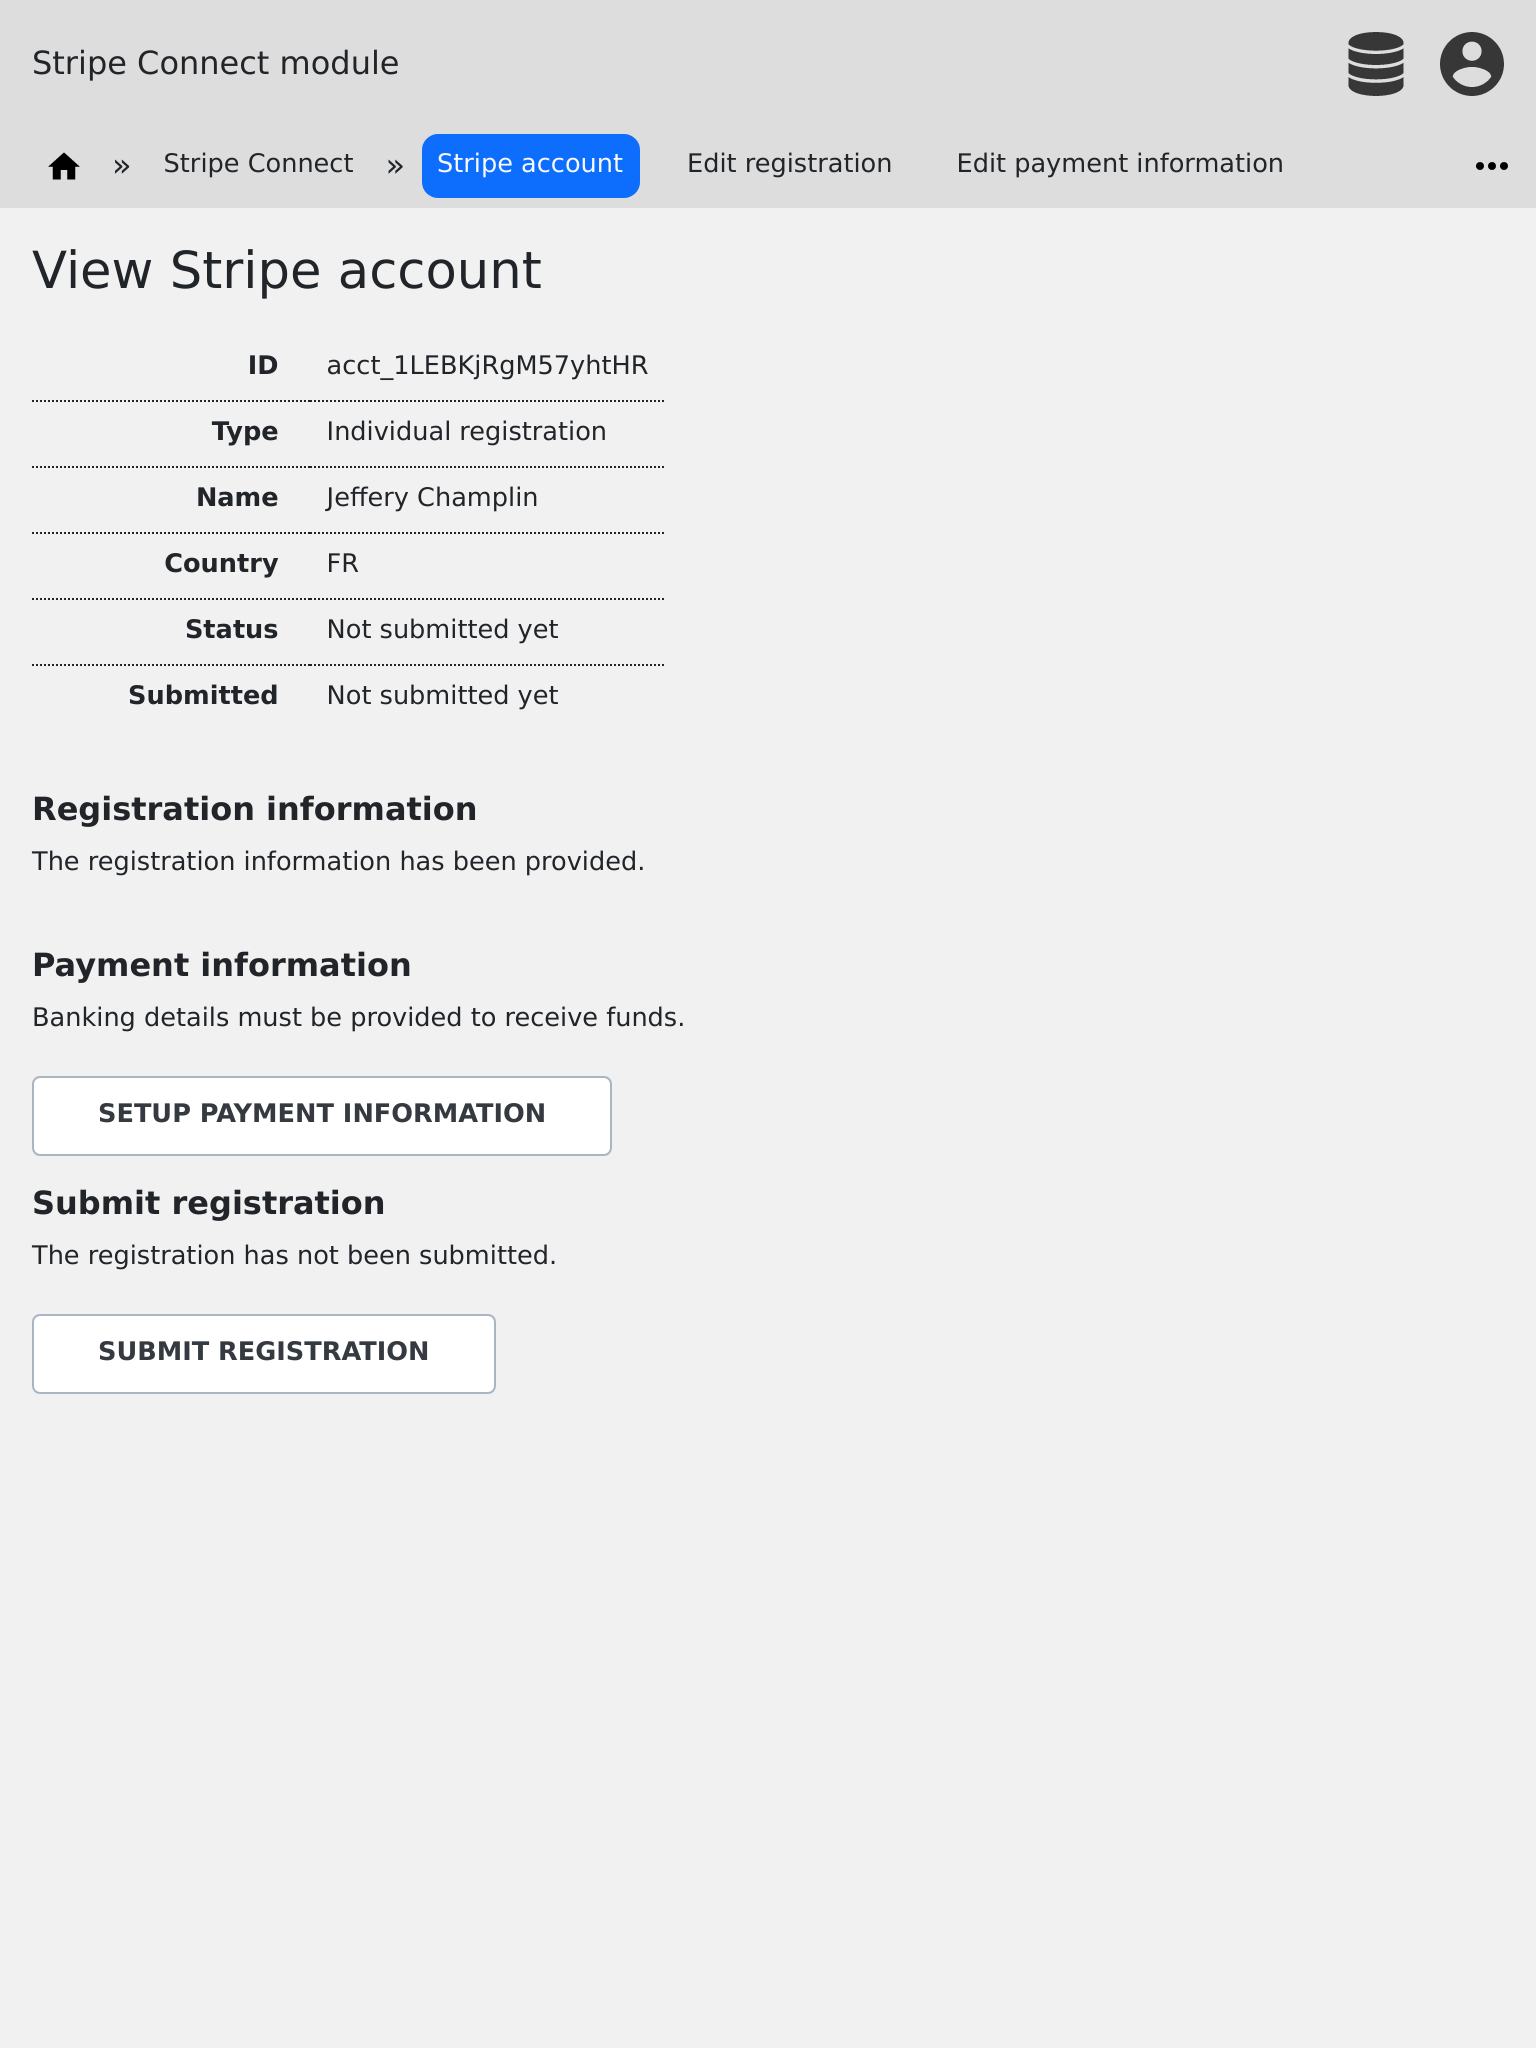 Stripe Connect module
» Stripe Connect » Stripe account Edit registration Edit payment information •••
View Stripe account
ID acct_1LEBKjRgM57yhtHR
Type Individual registration
Name Jeffery Champlin
Country FR
Status Not submitted yet
Submitted Not submitted yet
Registration information
The registration information has been provided.
Payment information
Banking details must be provided to receive funds.
SETUP PAYMENT INFORMATION
Submit registration
The registration has not been submitted.
SUBMIT REGISTRATION